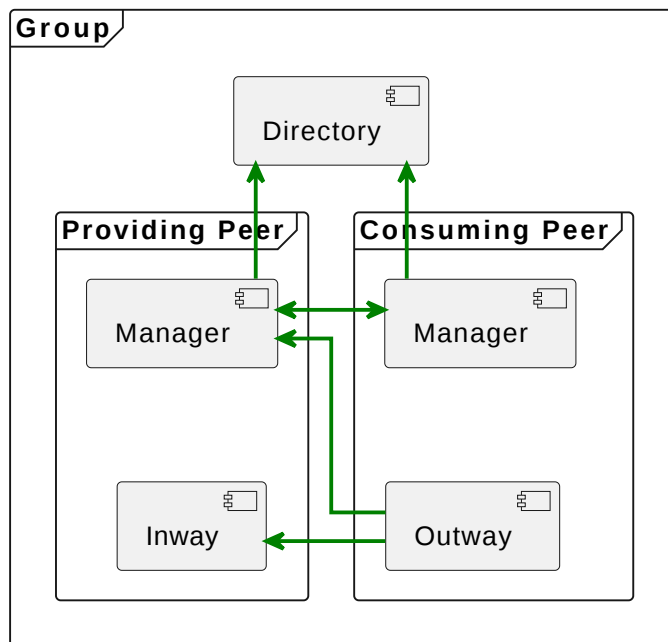 Group
Directory
Providing Peer
Consuming Peer
Manager
Manager
Inway
Outway